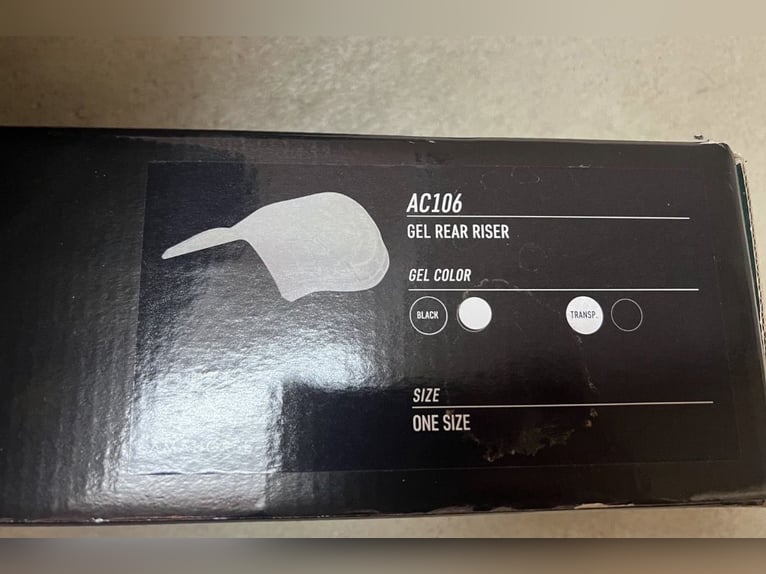 AC106
GEL REAR RISER
GEL COLOR
BLACK TRANSP.
SIZE
ONE SIZE